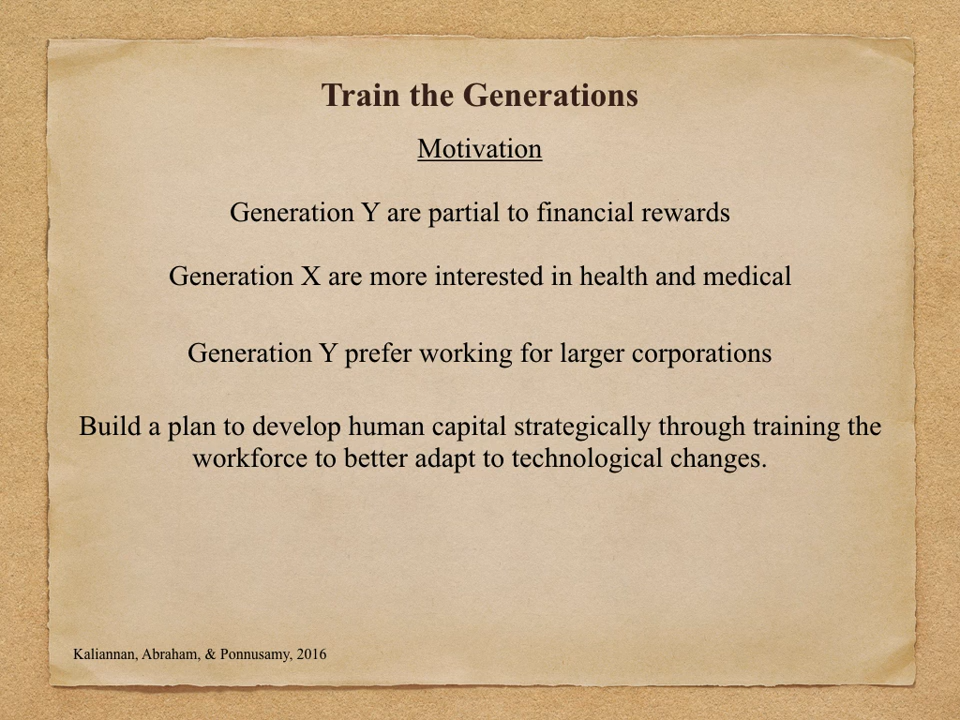 Train the Generations
Motivation
Generation Y are partial to financial rewards
Generation X are more interested in health and medical
Generation Y prefer working for larger corporations
Build a plan to develop human capital strategically through training the
workforce to better adapt to technological changes.
Kaliannan, Abraham, & Ponnusamy, 2016